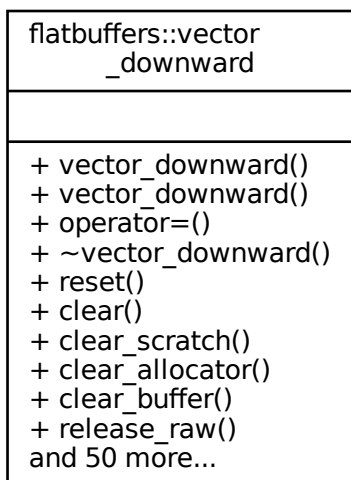 flatbuffers::vector
_downward
+ vector_downward()
+ vector_downward()
+ operator=()
+ ~vector_downward()
+ reset()
+ clear()
+ clear_scratch()
+ clear_allocator()
+ clear_buffer()
+ release_raw()
and 50 more...